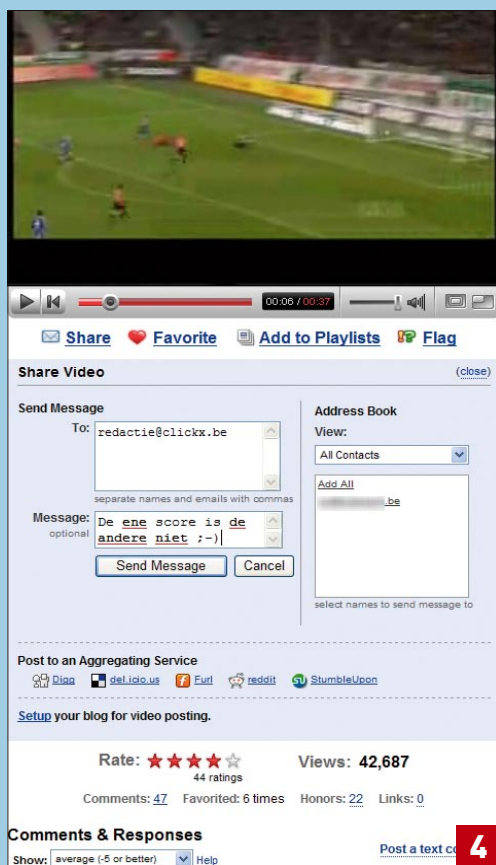 00:06 / 00:37
Share Favorite Add to Playlists Flag
Share Video (close)
Send Message
To: redactie@clickx.be
separate names and emails with commas
Message: De ene score is de
optional andere niet ;-)
Send Message Cancel
Address Book
View:
All Contacts
Add All
.be
select names to send message to
Post to an Aggregating Service
Digg del.icio.us Furl reddit StumbleUpon
Setup your blog for video posting.
Rate: Views: 42,687
44 ratings
Comments: 47 Favorited: 6 times Honors: 22 Links: 0
Comments & Responses
Show: average (-5 or better) Help
Post a text co
4